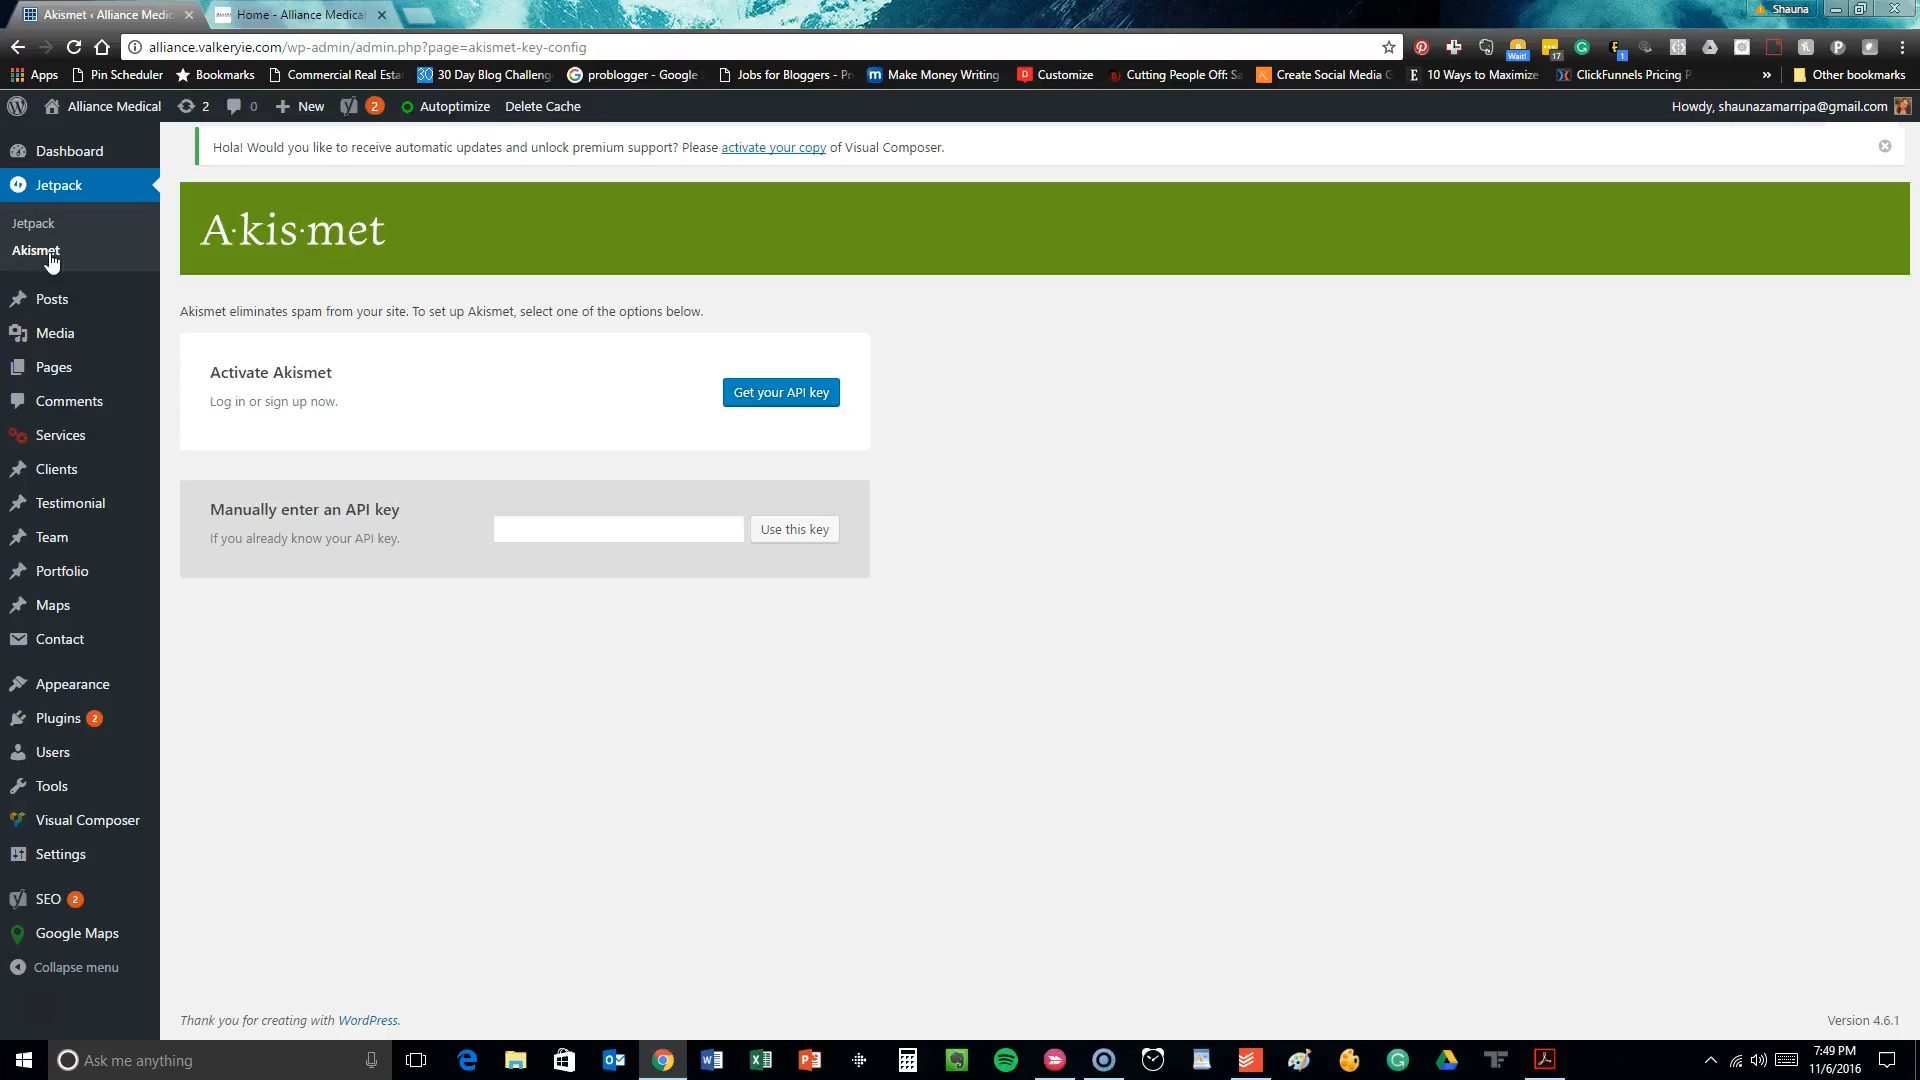 Akismet ‹ Alliance Medic
Home - Alliance Medical
Shauna
alliance.valkeryie.com/wp-admin/admin.php?page=akismet-key-config
Wait!
17
1
Apps
Pin Scheduler
Bookmarks
Commercial Real Esta
30 Day Blog Challeng
problogger - Google
Jobs for Bloggers - Pr
Make Money Writing
Customize
Cutting People Off: Sa
Create Social Media G
10 Ways to Maximize
ClickFunnels Pricing P
»
Other bookmarks
Alliance Medical
2
0
New
2
Autoptimize
Delete Cache
Howdy, shaunazamarripa@gmail.com
Dashboard
Jetpack
Jetpack
Akismet
Posts
Media
Pages
Comments
Services
Clients
Testimonial
Team
Portfolio
Maps
Contact
Appearance
Plugins 2
Users
Tools
Visual Composer
Settings
SEO 2
Google Maps
Collapse menu
Hola! Would you like to receive automatic updates and unlock premium support? Please activate your copy of Visual Composer.
A·kis·met
Akismet eliminates spam from your site. To set up Akismet, select one of the options below.
Activate Akismet
Log in or sign up now.
Get your API key
Manually enter an API key
If you already know your API key.
Use this key
Thank you for creating with WordPress.
Version 4.6.1
Ask me anything
7:49 PM
11/6/2016